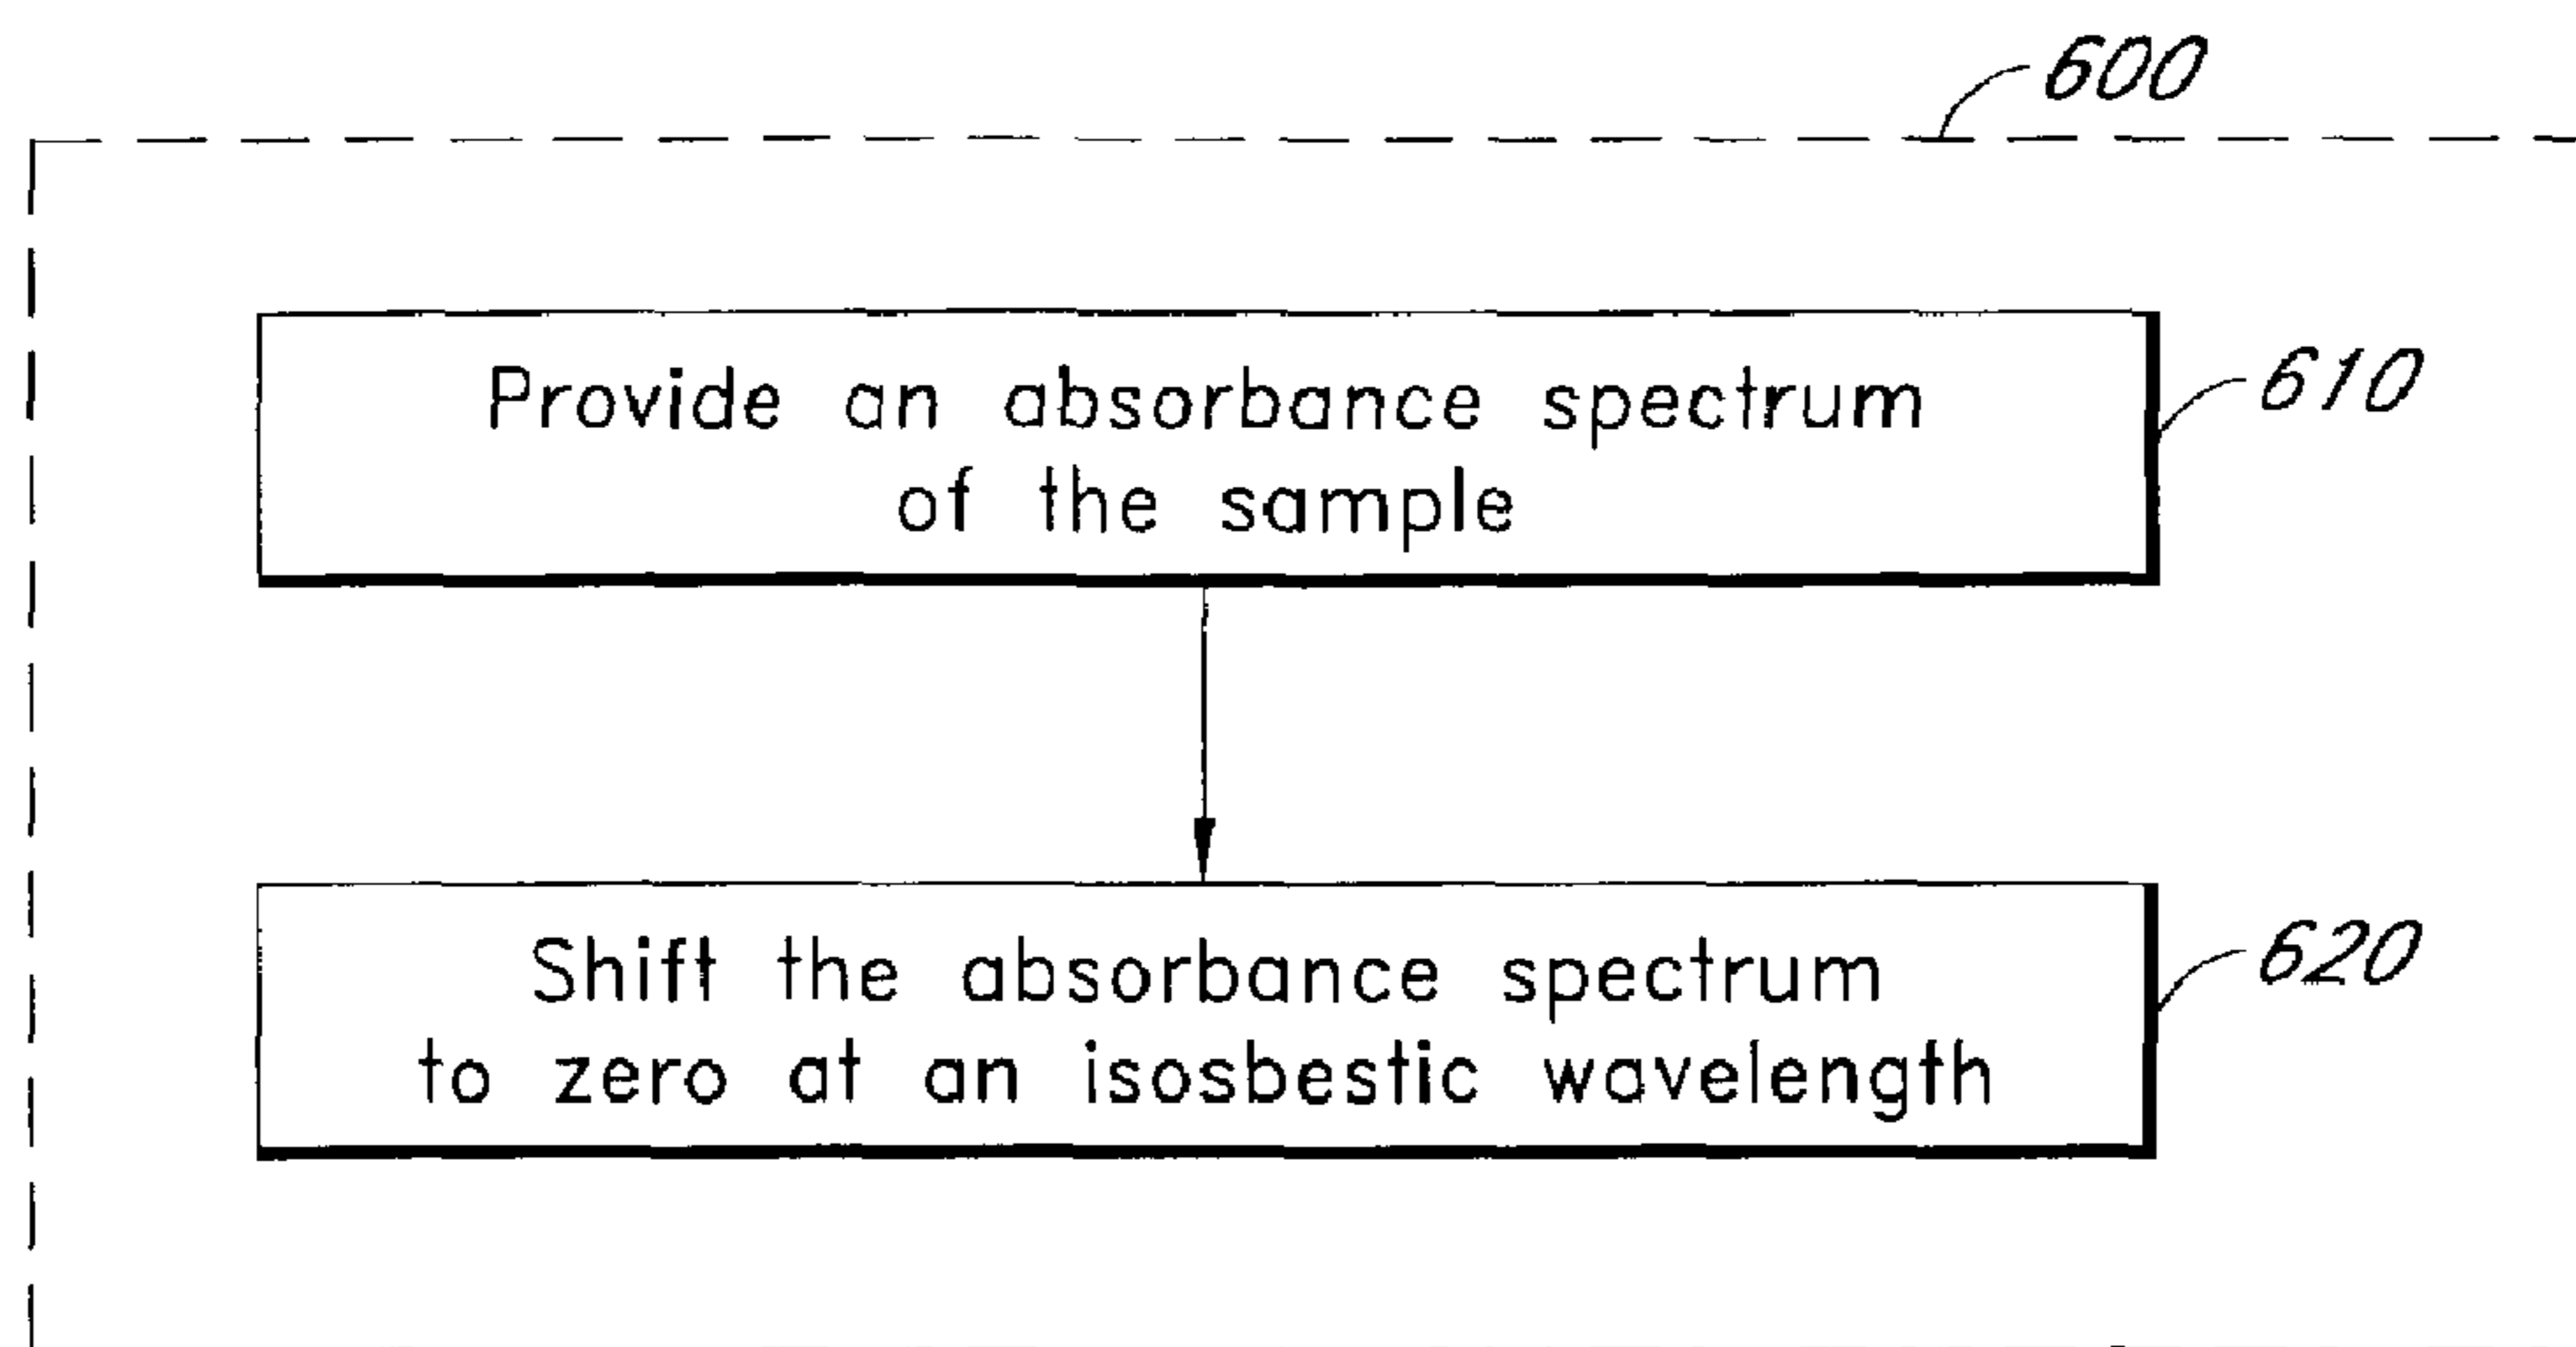 600
Provide an absorbance spectrum
of the sample
610
Shift the absorbance spectrum
to zero at an isosbestic wavelength
620